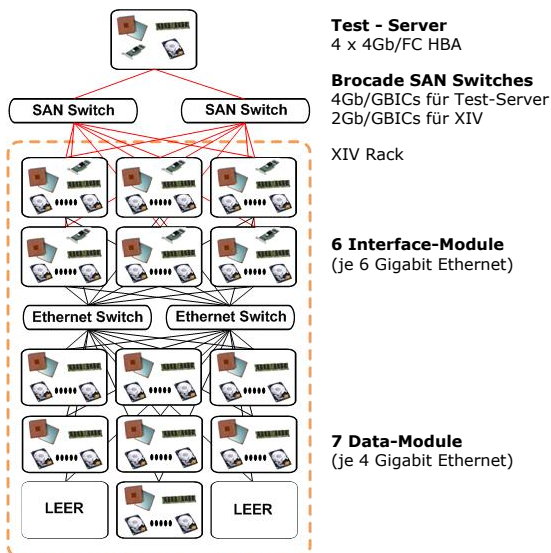 Test - Server
4 x 4Gb/FC HBA
Brocade SAN Switches
4Gb/GBICs für Test-Server
2Gb/GBICs für XIV
SAN Switch
SAN Switch
XIV Rack
6 Interface-Module
(je 6 Gigabit Ethernet)
Ethernet Switch
Ethernet Switch
7 Data-Module
(je 4 Gigabit Ethernet)
LEER
LEER